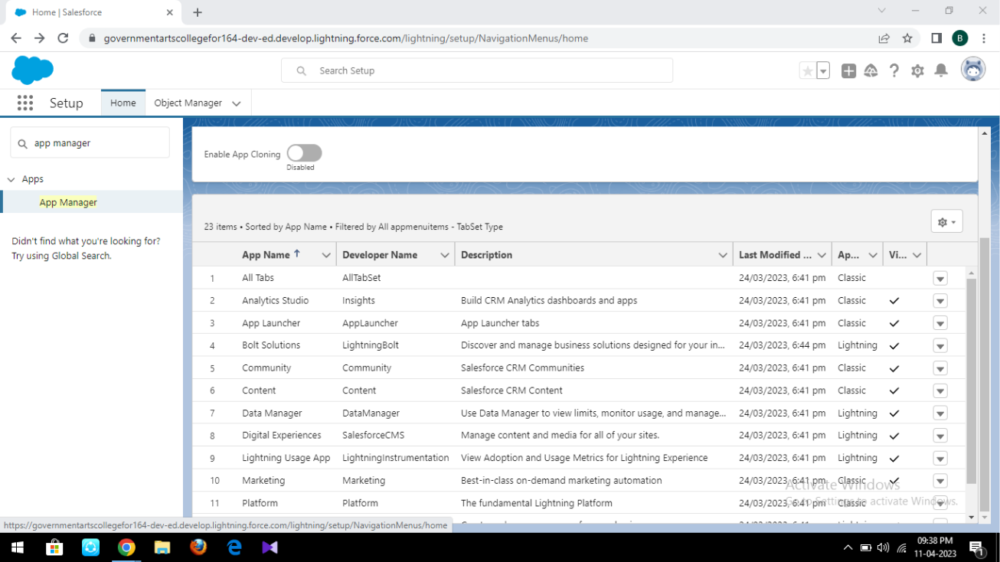 Home | Salesforce
governmentartscollegefor164-dev-ed.develop.lightning.force.com/lightning/setup/NavigationMenus/home
B
Search Setup
Setup Home Object Manager
app manager
Apps
App Manager
Didn't find what you're looking for?
Try using Global Search.
Enable App Cloning
Disabled
23 items • Sorted by App Name • Filtered by All appmenuitems - TabSet Type
App Name Developer Name Description Last Modified ... Ap... Vi...
1 All Tabs AllTabSet 24/03/2023, 6:41 pm Classic
2 Analytics Studio Insights Build CRM Analytics dashboards and apps 24/03/2023, 6:41 pm Classic
3 App Launcher AppLauncher App Launcher tabs 24/03/2023, 6:41 pm Classic
4 Bolt Solutions LightningBolt Discover and manage business solutions designed for your in... 24/03/2023, 6:44 pm Lightning
5 Community Community Salesforce CRM Communities 24/03/2023, 6:41 pm Classic
6 Content Content Salesforce CRM Content 24/03/2023, 6:41 pm Classic
7 Data Manager DataManager Use Data Manager to view limits, monitor usage, and manage... 24/03/2023, 6:41 pm Lightning
8 Digital Experiences SalesforceCMS Manage content and media for all of your sites. 24/03/2023, 6:41 pm Lightning
9 Lightning Usage App LightningInstrumentation View Adoption and Usage Metrics for Lightning Experience 24/03/2023, 6:41 pm Lightning
10 Marketing Marketing Best-in-class on-demand marketing automation 24/03/2023, 6:41 pm Classic
Activate Windows
11 Platform Platform The fundamental Lightning Platform 24/03/2023, 6:41 pm Classic
Go to Settings to activate Windows.
https://governmentartscollegefor164-dev-ed.develop.lightning.force.com/lightning/setup/NavigationMenus/home
09:38 PM
11-04-2023
1